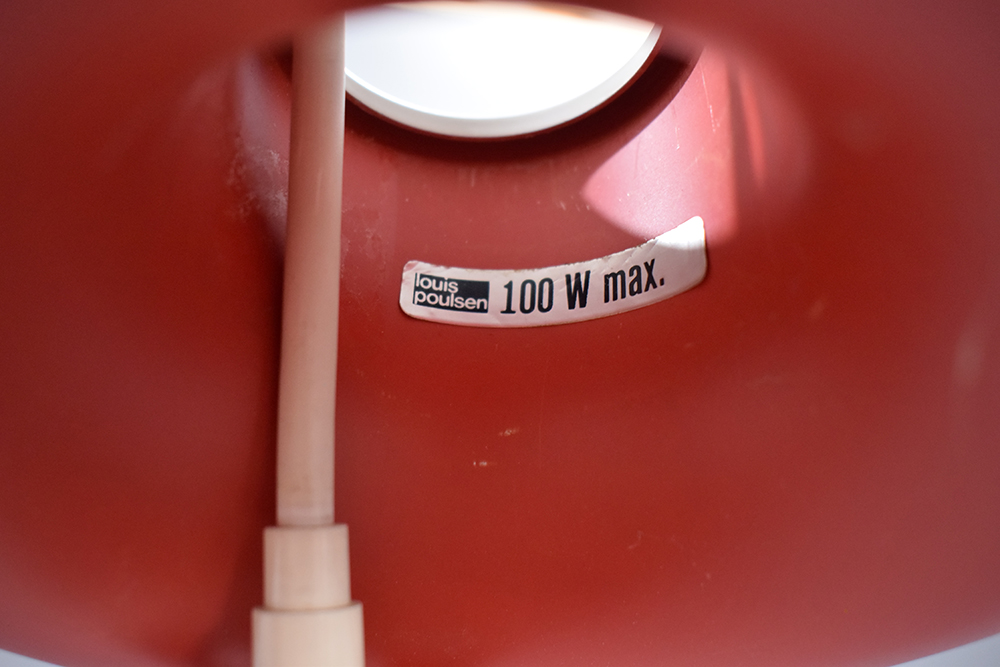 louis
poulsen
100 W max.